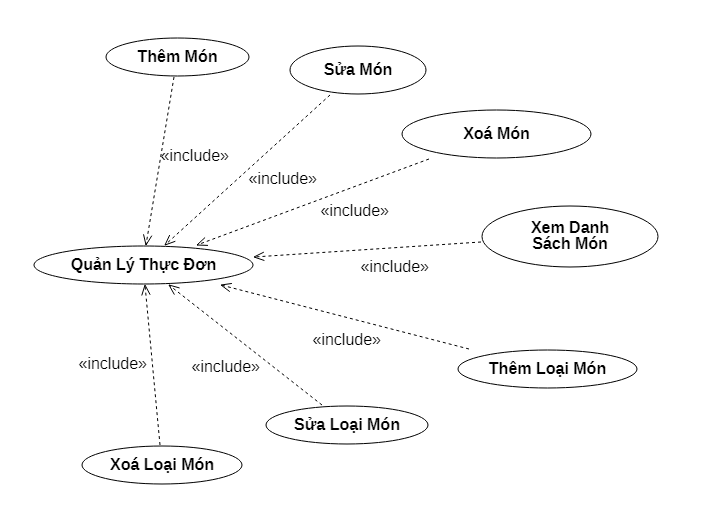 Thêm Món
Sửa Món
Xoá Món
«include»
«include»
«include»
Xem Danh
Sách Món
Quản Lý Thực Đơn
«include»
«include»
«include»
«include»
Thêm Loại Món
Sửa Loại Món
Xoá Loại Món